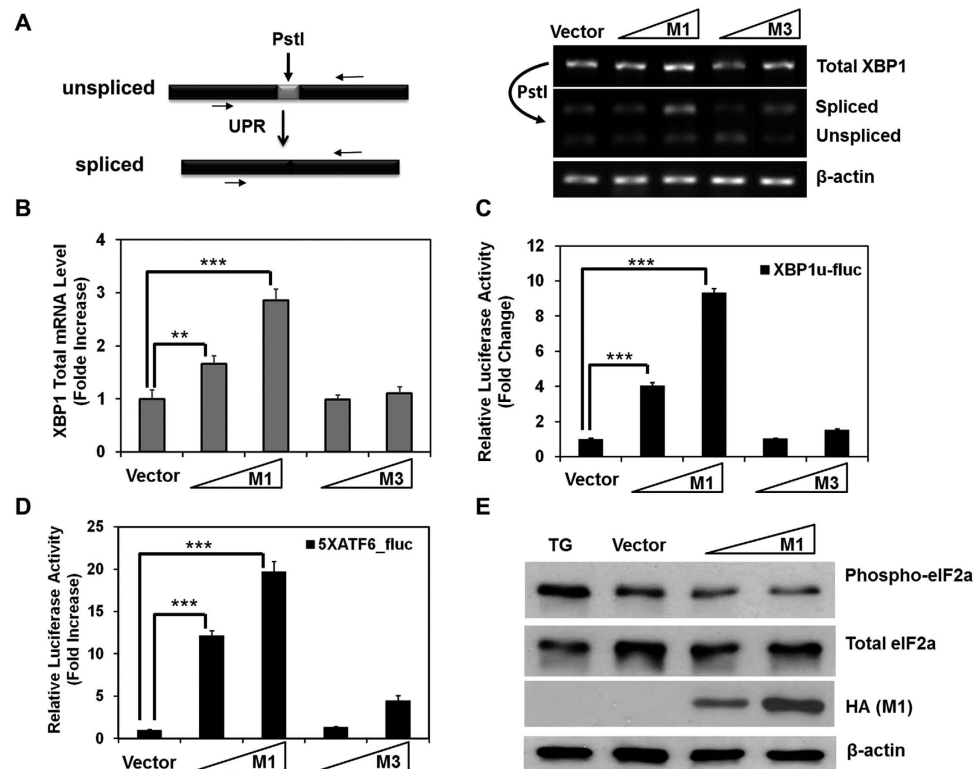 A
PstI
unspliced
UPR
spliced
Vector
M1
M3
PstI
Total XBP1
Spliced
Unspliced
β-actin
B
XBP1 Total mRNA Level
(Folde Increase)
4
3
2
1
0
***
**
Vector
M1
M3
C
Relative Luciferase Activity
(Fold Change)
12
10
8
6
4
2
0
XBP1u-fluc
***
***
Vector
M1
M3
D
Relative Luciferase Activity
(Fold Increase)
25
20
15
10
5
0
5XATF6_fluc
***
***
Vector
M1
M3
E
TG
Vector
M1
Phospho-eIF2a
Total eIF2a
HA (M1)
β-actin